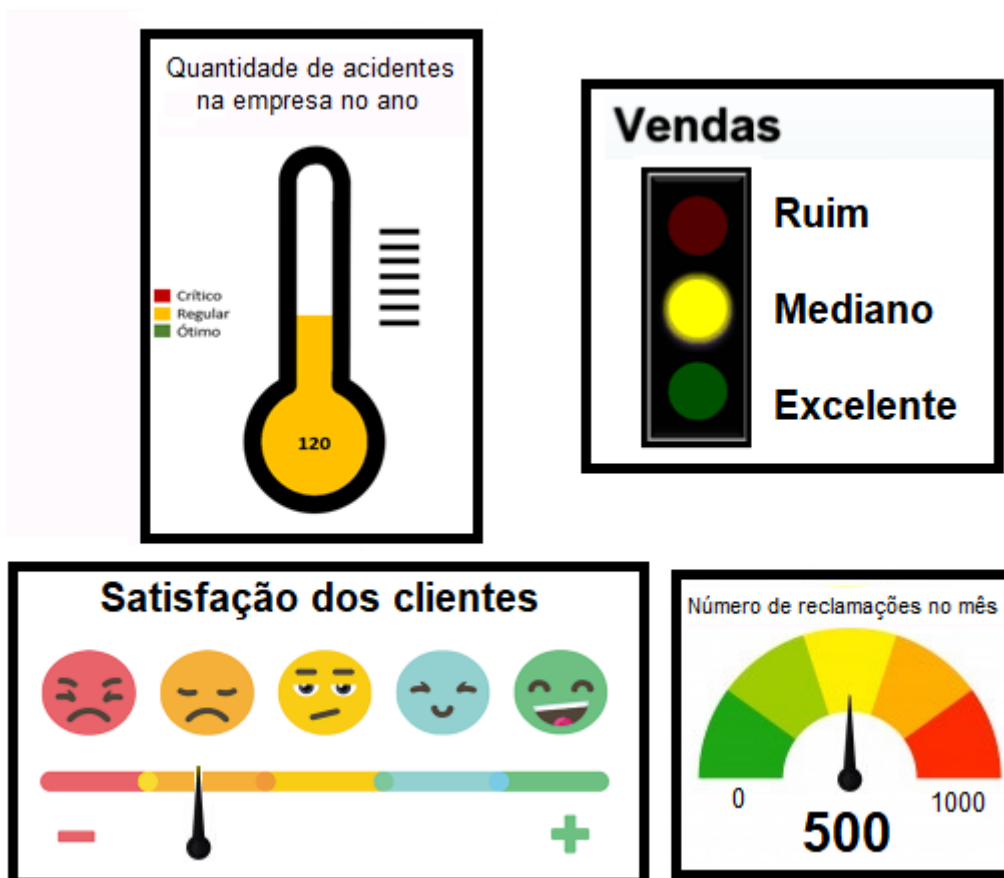 Quantidade de acidentes
na empresa no ano
Crítico
Regular
Ótimo
120
Vendas
Ruim
Mediano
Excelente
Satisfação dos clientes
Número de reclamações no mês
0
1000
500